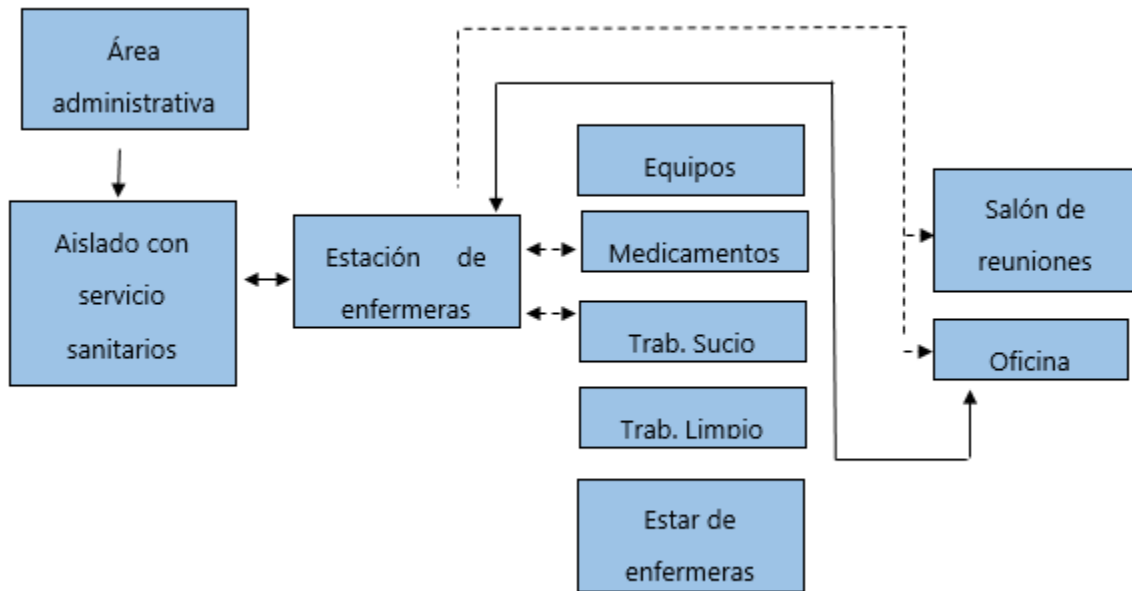 Área
administrativa
Aislado con
servicio
sanitarios
Estación de
enfermeras
Equipos
Medicamentos
Trab. Sucio
Trab. Limpio
Estar de
enfermeras
Salón de
reuniones
Oficina